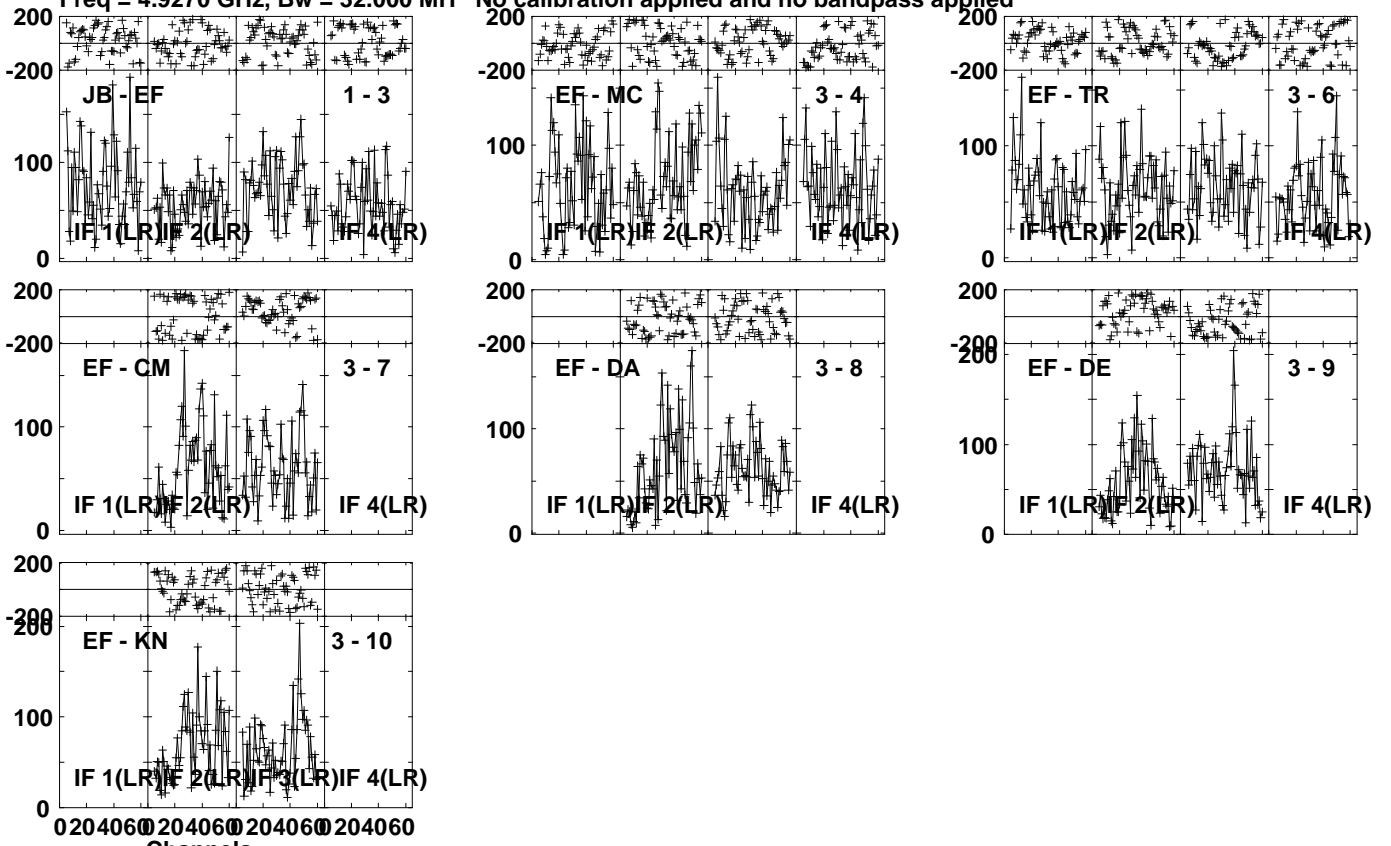 Freq = 4.9270 GHz, Bw = 32.000 MH No calibration applied and no bandpass applied
200
-200
JB - EF 1 - 3
100
IF 1(LR) IF 2(LR) IF 4(LR)
0
200
-200
EF - MC 3 - 4
100
IF 1(LR) IF 2(LR) IF 4(LR)
0
200
-200
EF - TR 3 - 6
100
IF 1(LR) IF 2(LR) IF 4(LR)
0
200
-200
EF - CM 3 - 7
100
IF 1(LR) IF 2(LR) IF 4(LR)
0
200
-200
EF - DA 3 - 8
100
IF 1(LR) IF 2(LR) IF 4(LR)
0
200
-200
200
EF - DE 3 - 9
100
IF 1(LR) IF 2(LR) IF 4(LR)
0
200
-200
200
EF - KN 3 - 10
100
IF 1(LR) IF 2(LR) IF 3(LR) IF 4(LR)
0
0 20 40 60 0 20 40 60 0 20 40 60 0 20 40 60
Channels